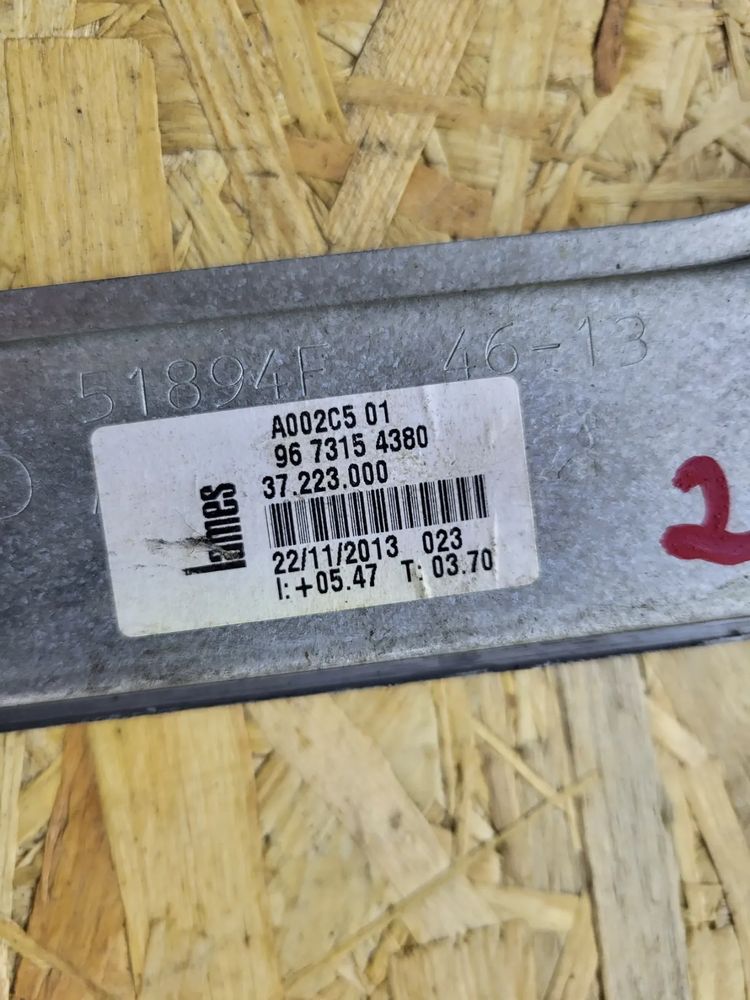 51894F 46-13
A002C5 01
96 7315 4380
37.223.000
lames
22/11/2013 023
I: +05.47 T: 03.70
2